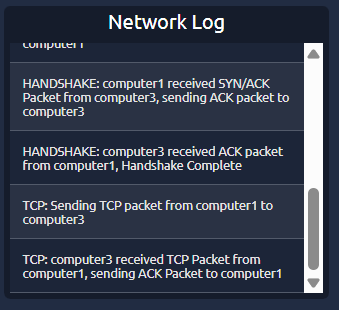 Network Log
computer1
HANDSHAKE: computer1 received SYN/ACK
Packet from computer3, sending ACK packet to
computer3
HANDSHAKE: computer3 received ACK packet
from computer1, Handshake Complete
TCP: Sending TCP packet from computer1 to
computer3
TCP: computer3 received TCP Packet from
computer1, sending ACK Packet to computer1